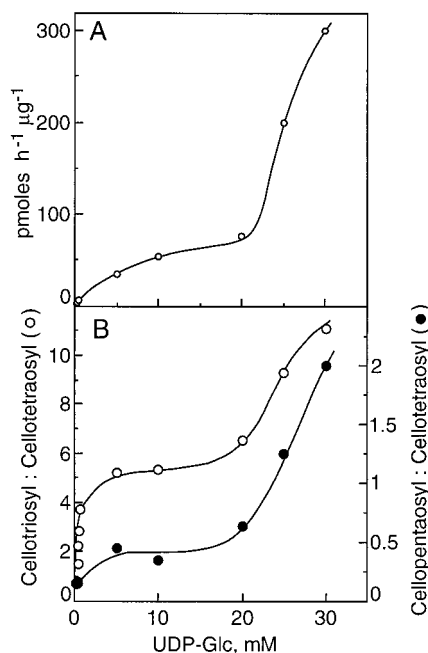 A
300
200
100
0
pmoles h⁻¹ µg⁻¹
B
10
8
6
4
2
0
Cellotriosyl : Cellotetraosyl (○)
2
1.5
1
0.5
0
Cellopentaosyl : Cellotetraosyl (●)
0 10 20 30
UDP-Glc, mM